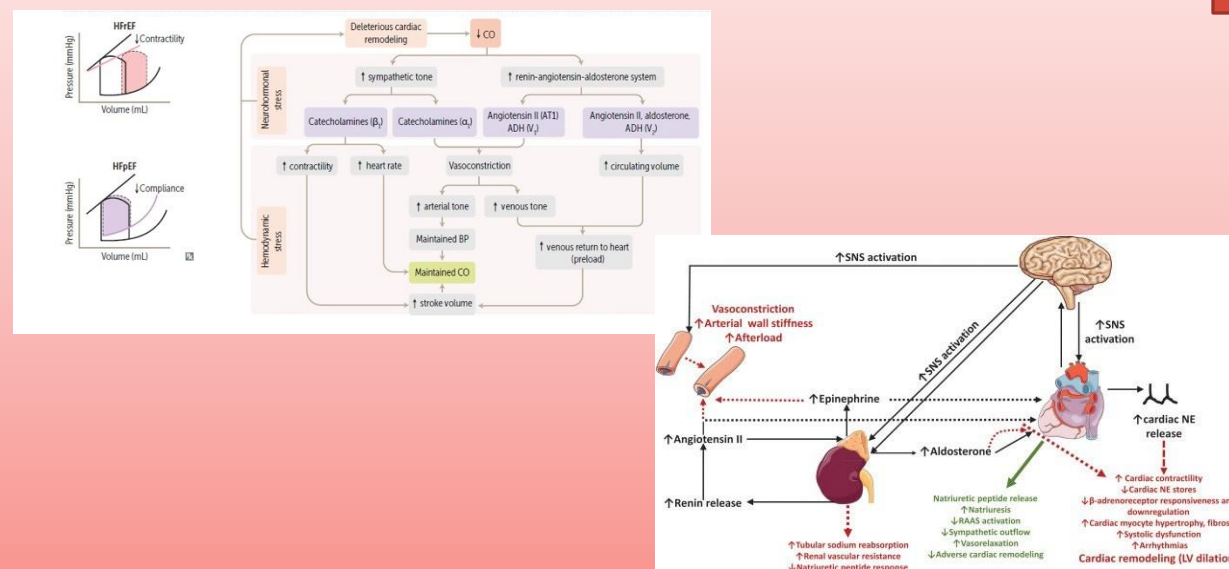 HFrEF
↓Contractility
Pressure (mmHg)
Volume (mL)
HFpEF
↓Compliance
Pressure (mmHg)
Volume (mL)
Deleterious cardiac
remodeling
↓ CO
Neurohormonal
stress
↑ sympathetic tone
↑ renin-angiotensin-aldosterone system
Catecholamines (β₁)
Catecholamines (α₁)
Angiotensin II (AT1)
ADH (V₁)
Angiotensin II, aldosterone,
ADH (V₂)
Hemodynamic
stress
↑ contractility
↑ heart rate
Vasoconstriction
↑ circulating volume
↑ arterial tone
↑ venous tone
Maintained BP
↑ venous return to heart
(preload)
Maintained CO
↑ stroke volume
↑SNS activation
Vasoconstriction
↑Arterial wall stiffness
↑Afterload
↑SNS activation
↑SNS
activation
↑Epinephrine
↑cardiac NE
release
↑Angiotensin II
↑Aldosterone
↑Renin release
↑Tubular sodium reabsorption
↑Renal vascular resistance
↓Natriuretic peptide response
Natriuretic peptide release
↑Natriuresis
↓RAAS activation
↓Sympathetic outflow
↑Vasorelaxation
↓Adverse cardiac remodeling
↑ Cardiac contractility
↓Cardiac NE stores
↓β-adrenoreceptor responsiveness an
downregulation
↑Cardiac myocyte hypertrophy, fibros
↑Systolic dysfunction
↑Arrhythmias
Cardiac remodeling (LV dilation